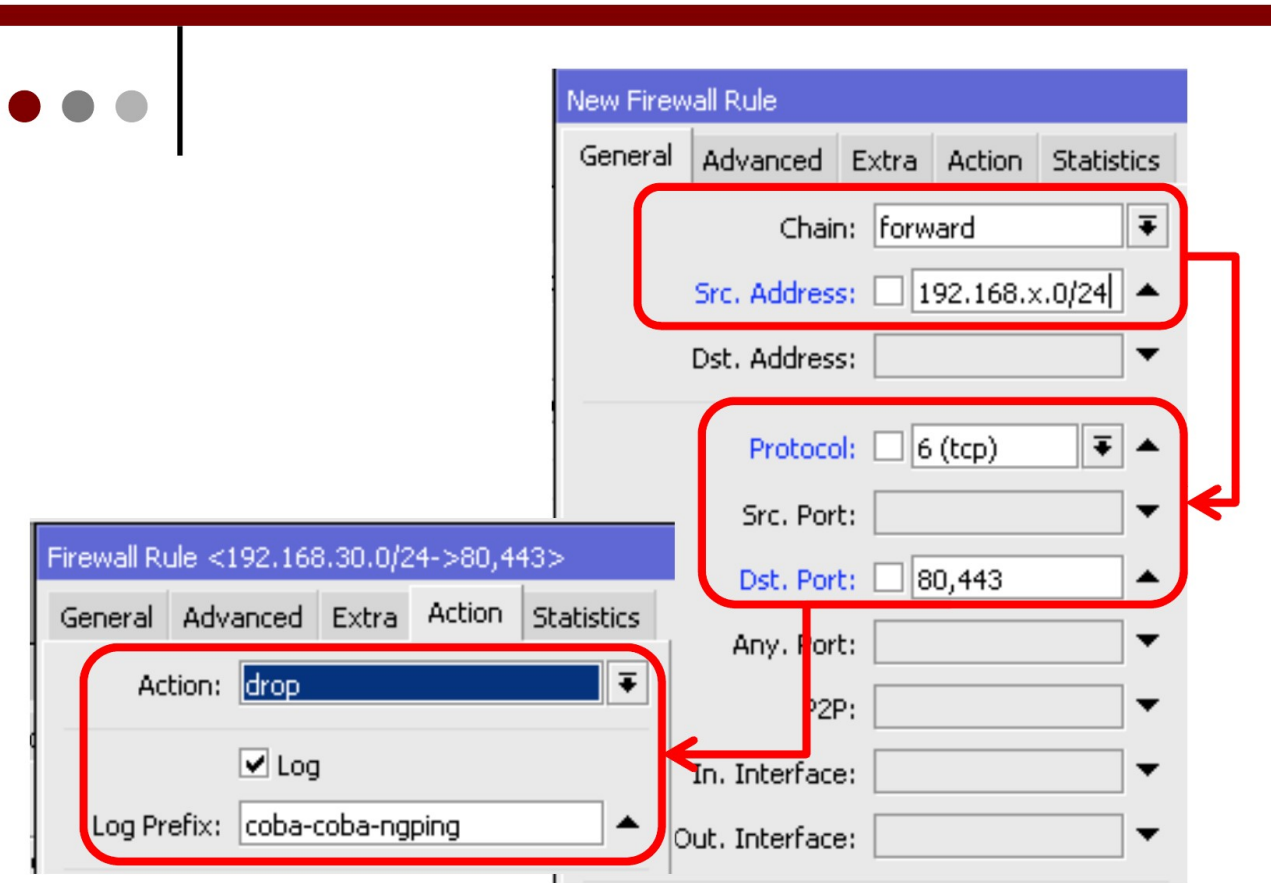 New Firewall Rule
General Advanced Extra Action Statistics
Chain: forward
Src. Address: 192.168.x.0/24
Dst. Address:
Protocol: 6 (tcp)
Src. Port:
Dst. Port: 80,443
Any. Port:
P2P:
In. Interface:
Out. Interface:
Firewall Rule <192.168.30.0/24->80,443>
General Advanced Extra Action Statistics
Action: drop
Log
Log Prefix: coba-coba-ngping